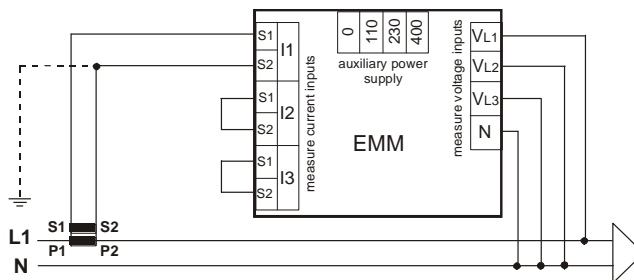 S1
S2
I1
S1
S2
I2
S1
S2
I3
measure current inputs
0
110
230
400
auxiliary power
supply
EMM
measure voltage inputs
VL1
VL2
VL3
N
S1 S2
L1
P1 P2
N